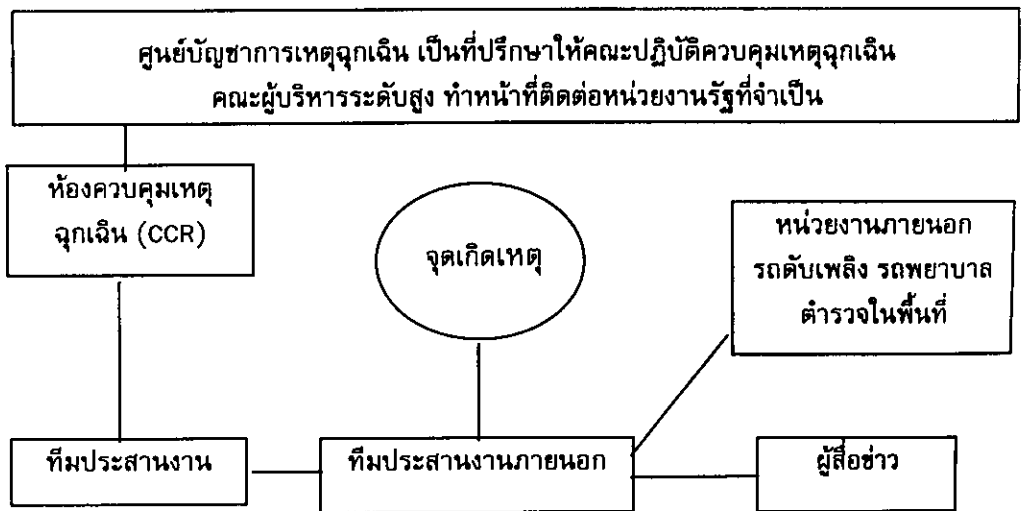 ศูนย์บัญชาการเหตุฉุกเฉิน เป็นที่ปรึกษาให้คณะปฏิบัติควบคุมเหตุฉุกเฉิน
คณะผู้บริหารระดับสูง ทำหน้าที่ติดต่อหน่วยงานรัฐที่จำเป็น
ห้องควบคุมเหตุ
ฉุกเฉิน (CCR)
จุดเกิดเหตุ
หน่วยงานภายนอก
รถดับเพลิง รถพยาบาล
ตำรวจในพื้นที่
ทีมประสานงาน
ทีมประสานงานภายนอก
ผู้สื่อข่าว